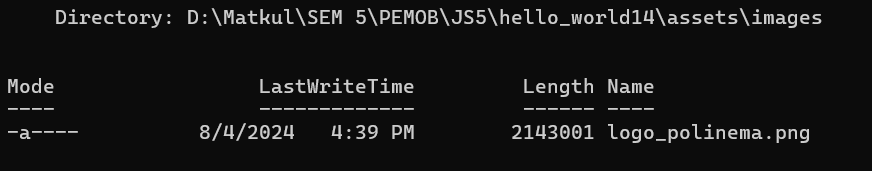 Directory: D:\Matkul\SEM 5\PEMOB\JS5\hello_world14\assets\images
Mode LastWriteTime Length Name
---- ------------- ------ ----
-a---- 8/4/2024 4:39 PM 2143001 logo_polinema.png